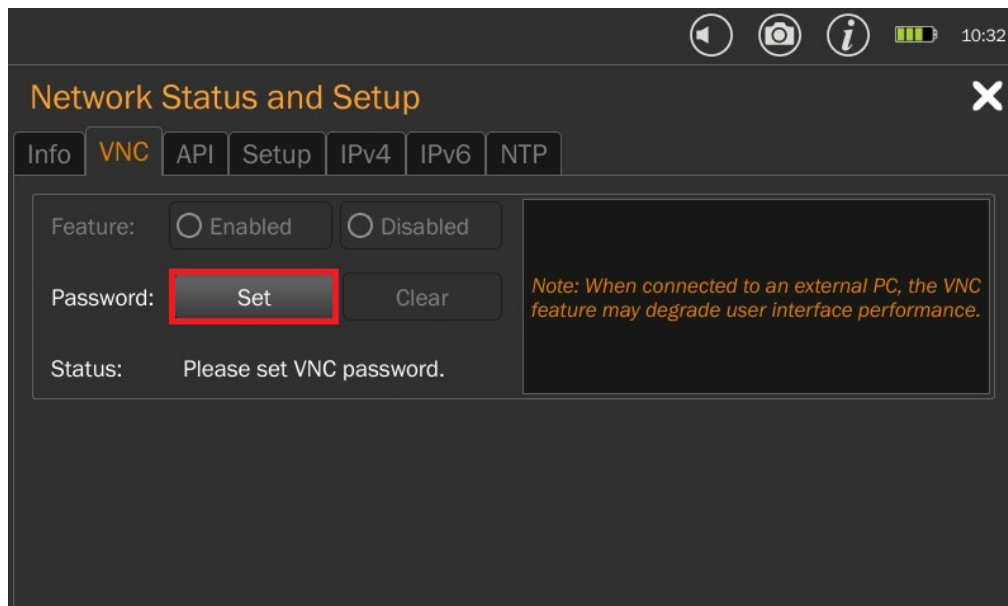 10:32
Network Status and Setup
Info VNC API Setup IPv4 IPv6 NTP
Feature: Enabled Disabled
Password: Set Clear
Status: Please set VNC password.
Note: When connected to an external PC, the VNC
feature may degrade user interface performance.